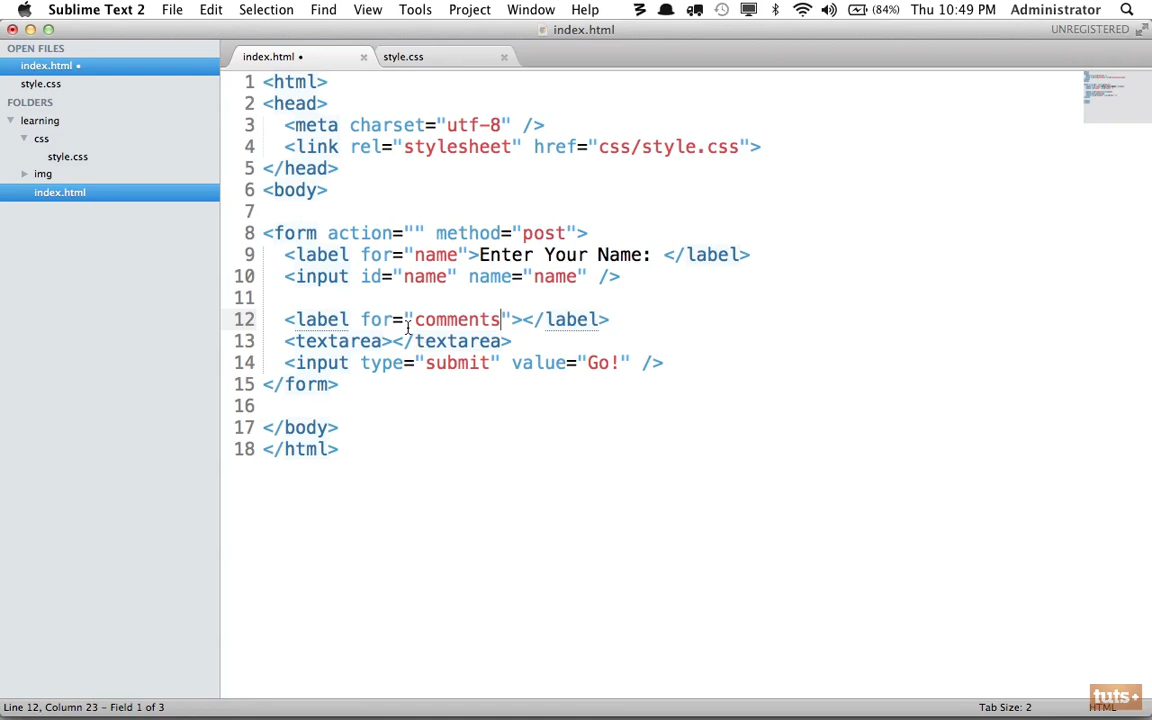 Sublime Text 2 File Edit Selection Find View Tools Project Window Help (84%) Thu 10:49 PM Administrator
index.html UNREGISTERED
OPEN FILES
index.html
style.css
FOLDERS
learning
css
style.css
img
index.html
index.html style.css
1 <html>
2 <head>
3 <meta charset="utf-8" />
4 <link rel="stylesheet" href="css/style.css">
5 </head>
6 <body>
7
8 <form action="" method="post">
9 <label for="name">Enter Your Name: </label>
10 <input id="name" name="name" />
11
12 <label for="comments"></label>
13 <textarea></textarea>
14 <input type="submit" value="Go!" />
15 </form>
16
17 </body>
18 </html>
Line 12, Column 23 - Field 1 of 3 Tab Size: 2 HTML
tuts+